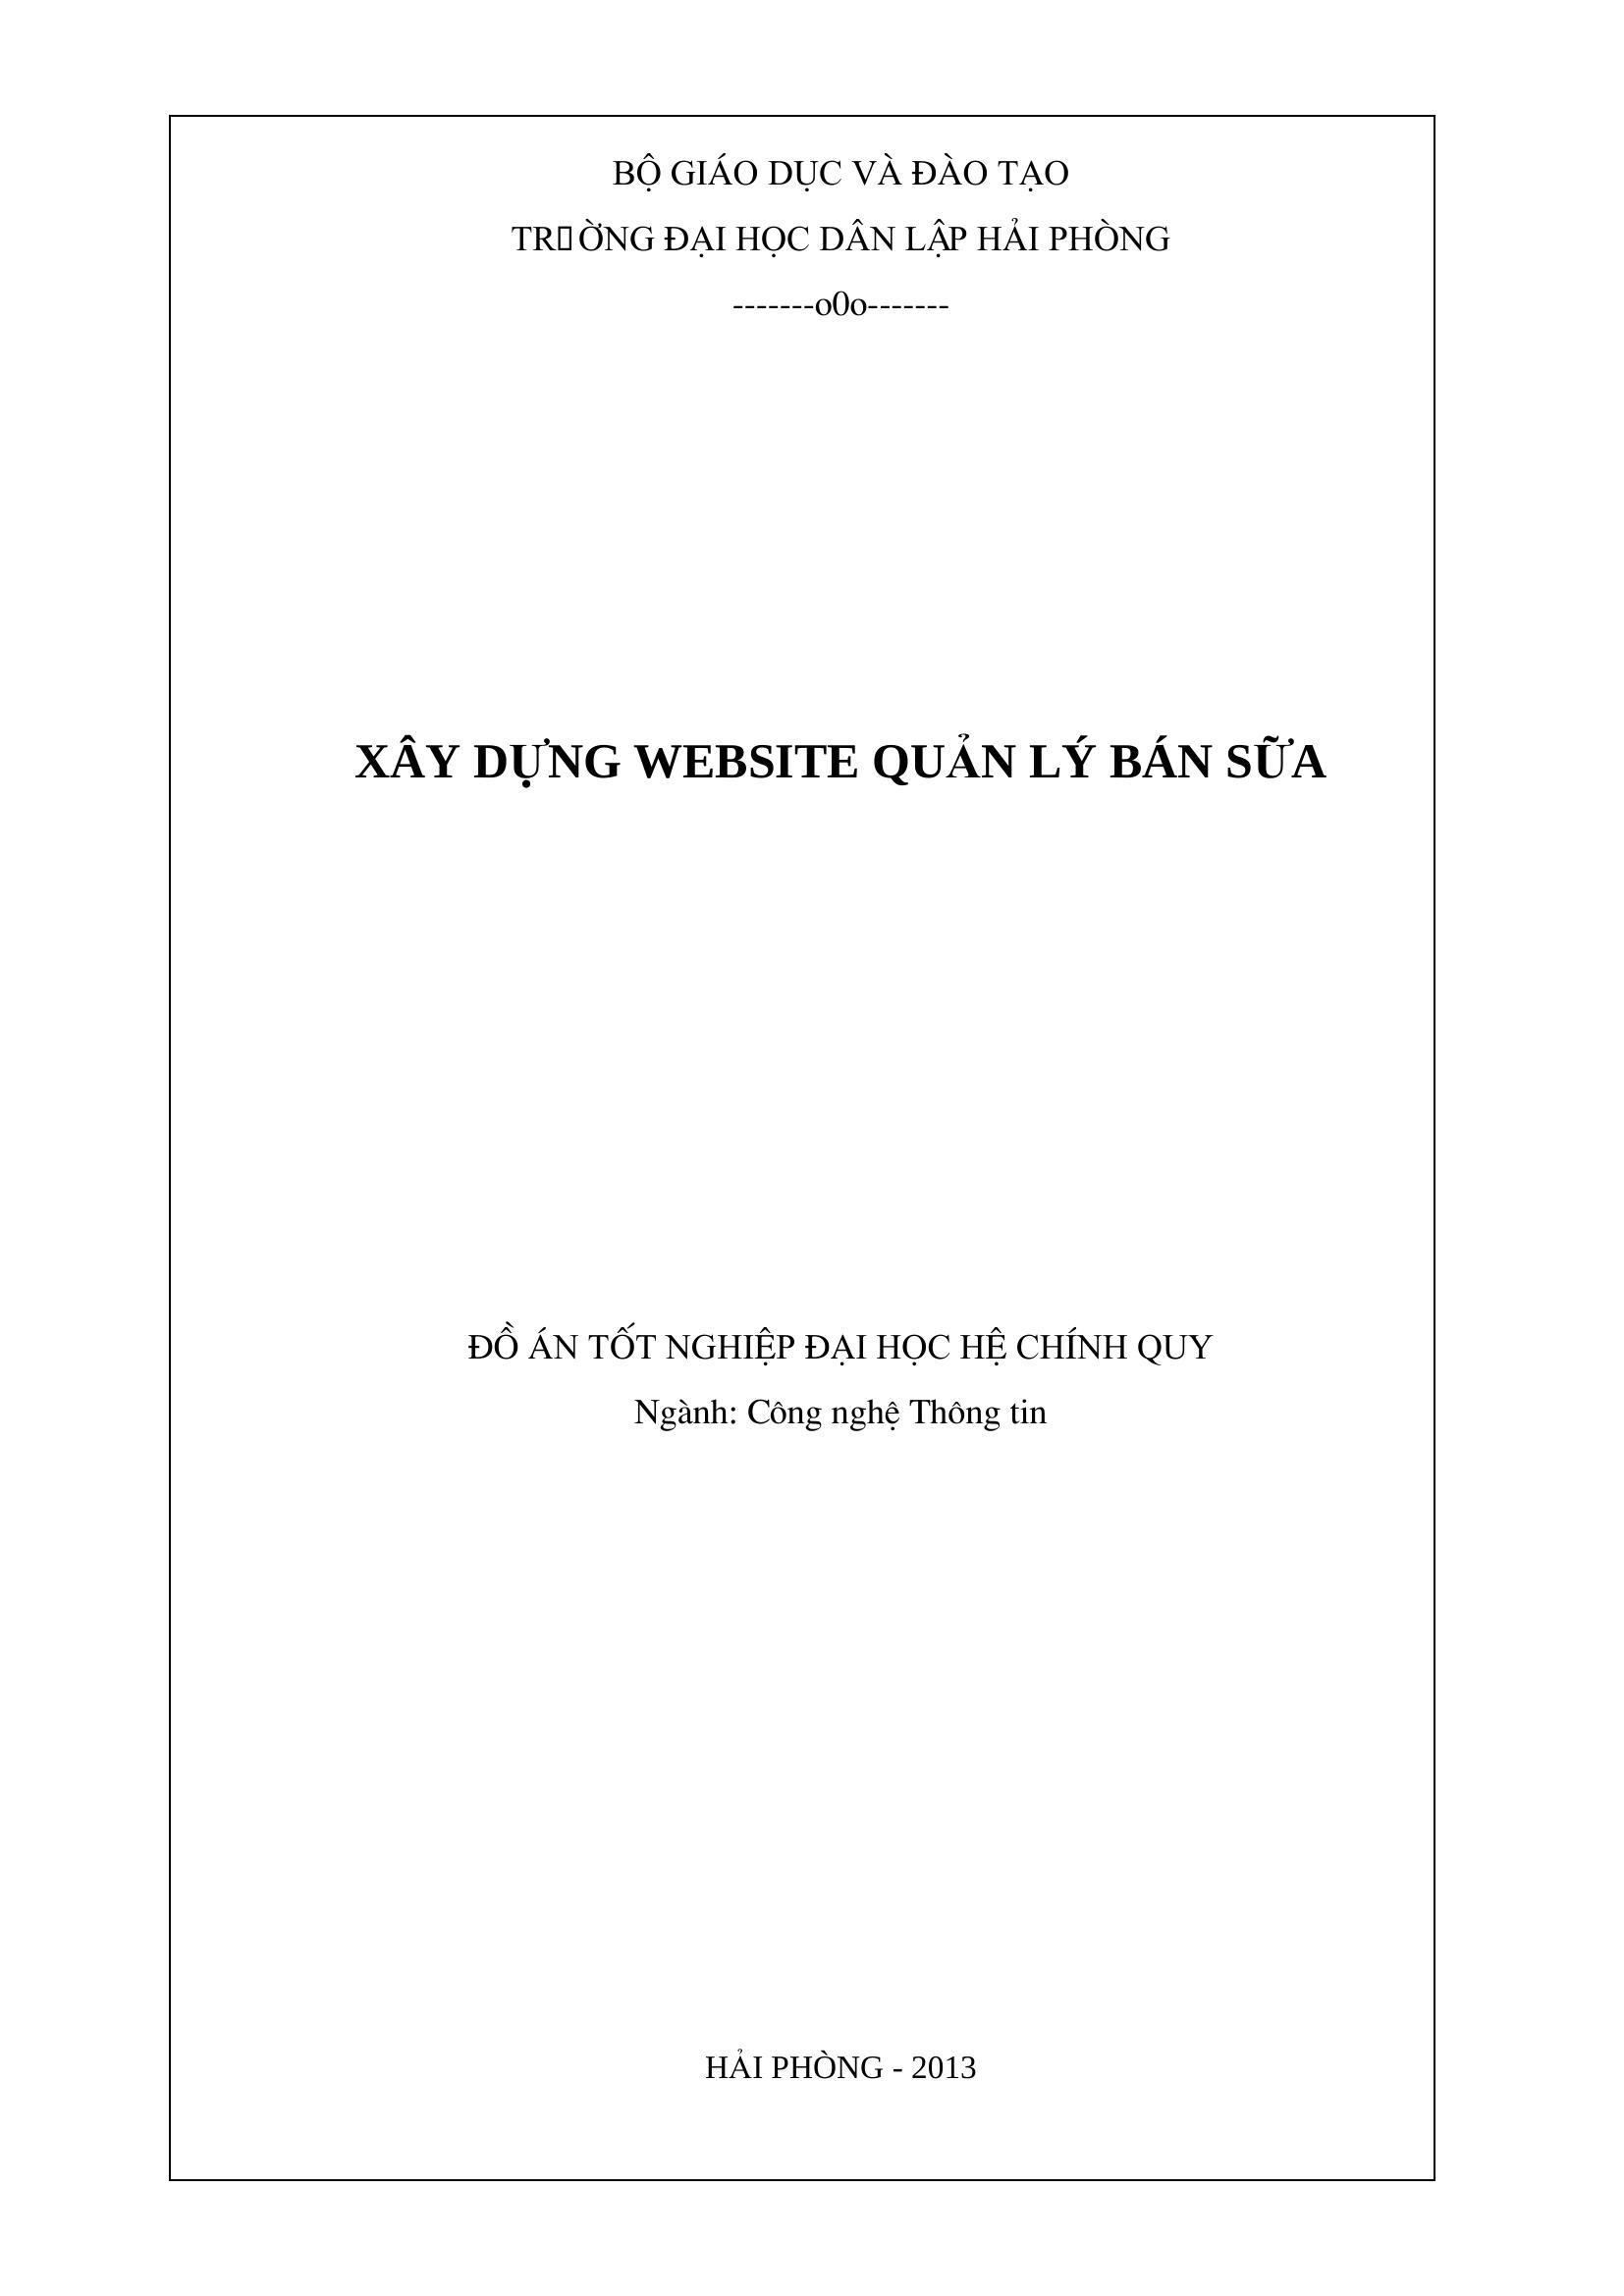 BỘ GIÁO DỤC VÀ ĐÀO TẠO
TR▯ỜNG ĐẠI HỌC DÂN LẬP HẢI PHÒNG
-------o0o-------
XÂY DỰNG WEBSITE QUẢN LÝ BÁN SỮA
ĐỒ ÁN TỐT NGHIỆP ĐẠI HỌC HỆ CHÍNH QUY
Ngành: Công nghệ Thông tin
HẢI PHÒNG - 2013